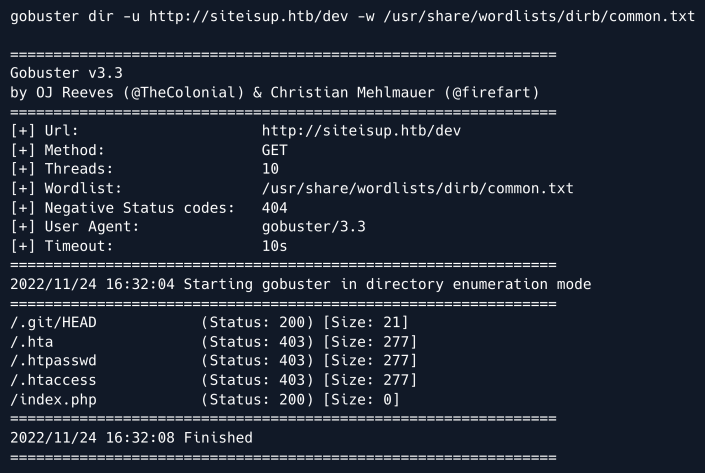 gobuster dir -u http://siteisup.htb/dev -w /usr/share/wordlists/dirb/common.txt
===============================================================
Gobuster v3.3
by OJ Reeves (@TheColonial) & Christian Mehlmauer (@firefart)
===============================================================
[+] Url:                     http://siteisup.htb/dev
[+] Method:                  GET
[+] Threads:                 10
[+] Wordlist:                /usr/share/wordlists/dirb/common.txt
[+] Negative Status codes:   404
[+] User Agent:              gobuster/3.3
[+] Timeout:                 10s
===============================================================
2022/11/24 16:32:04 Starting gobuster in directory enumeration mode
===============================================================
/.git/HEAD            (Status: 200) [Size: 21]
/.hta                 (Status: 403) [Size: 277]
/.htpasswd            (Status: 403) [Size: 277]
/.htaccess            (Status: 403) [Size: 277]
/index.php            (Status: 200) [Size: 0]
===============================================================
2022/11/24 16:32:08 Finished
===============================================================